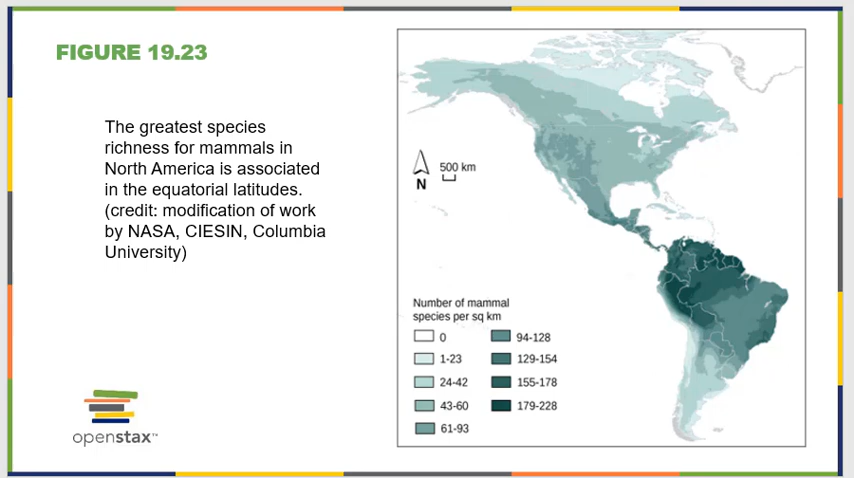 FIGURE 19.23
The greatest species
richness for mammals in
North America is associated
in the equatorial latitudes.
(credit: modification of work
by NASA, CIESIN, Columbia
University)
openstax™
N
500 km
Number of mammal
species per sq km
0
1-23
24-42
43-60
61-93
94-128
129-154
155-178
179-228